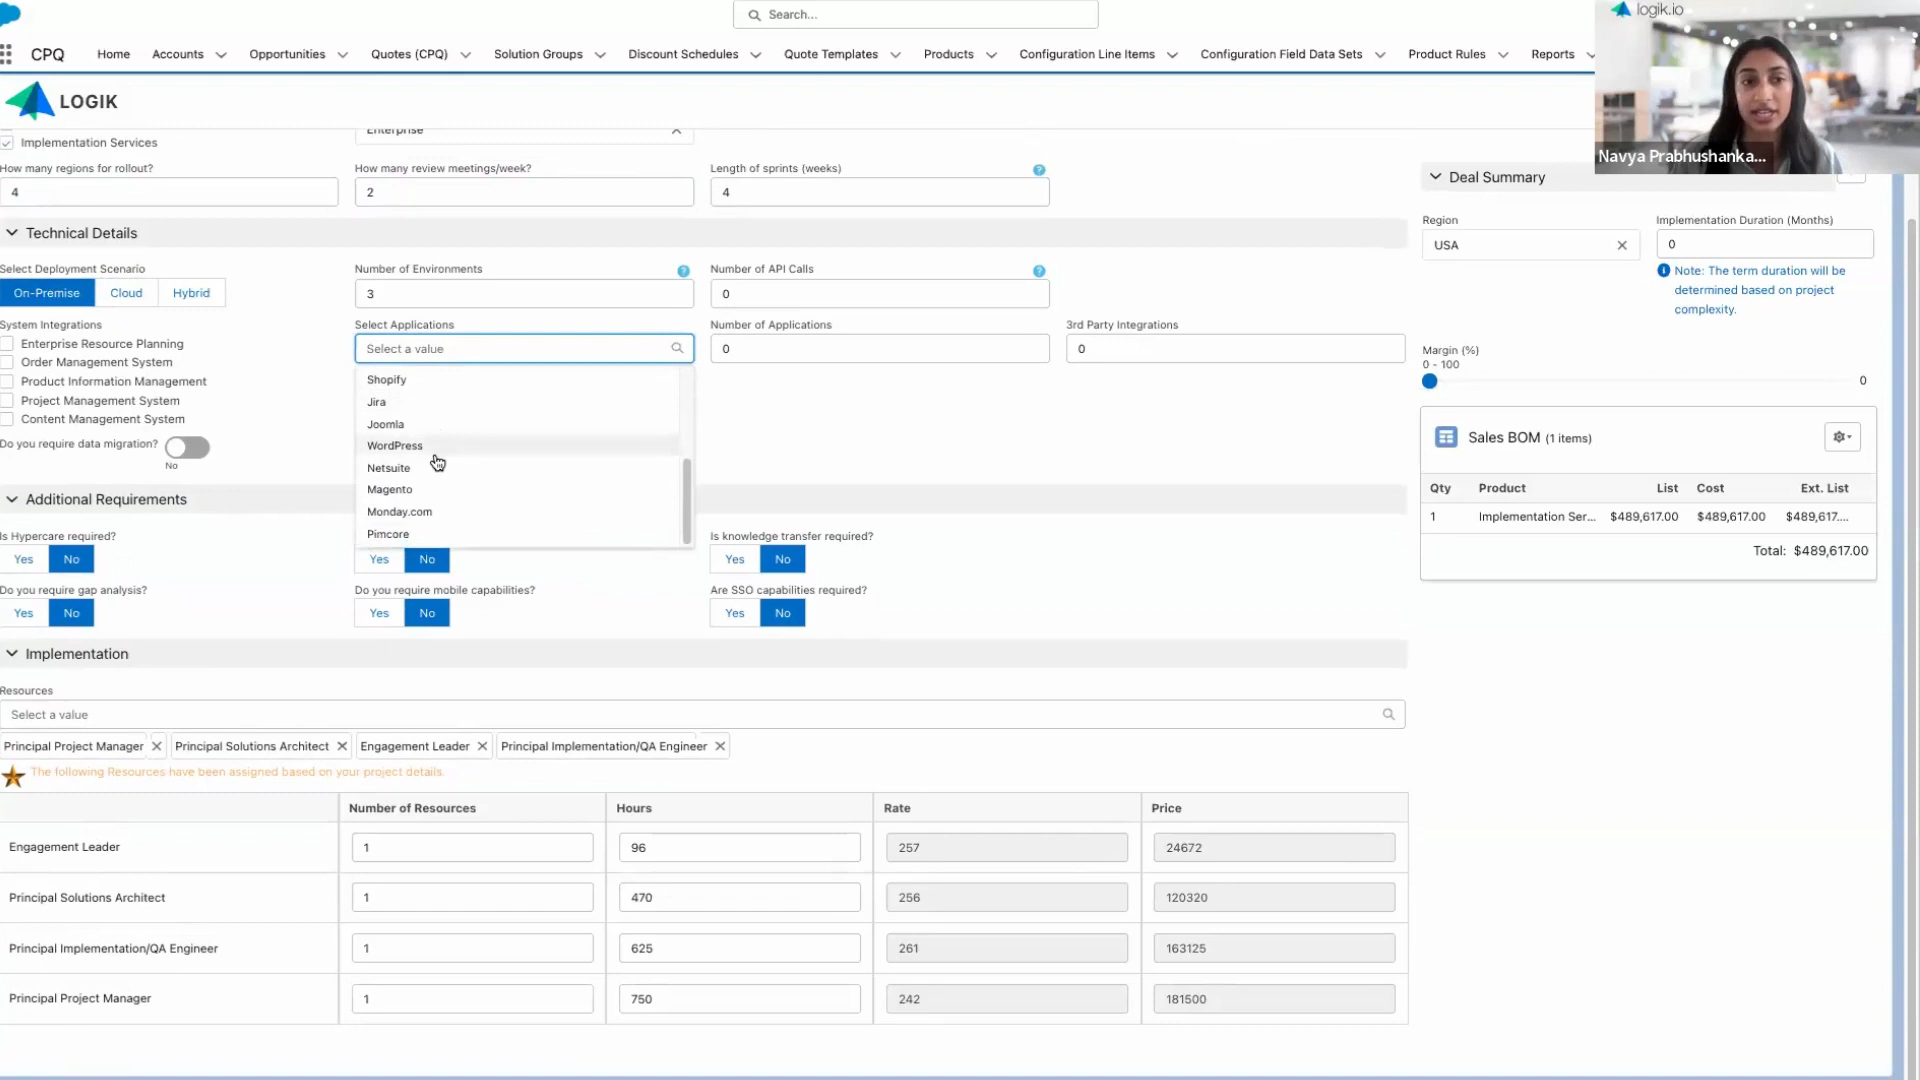 Search...
logik.io
CPQ Home Accounts Opportunities Quotes (CPQ) Solution Groups Discount Schedules Quote Templates Products Configuration Line Items Configuration Field Data Sets Product Rules Reports
LOGIK
Navya Prabhushanka...
Implementation Services
Enterprise
How many regions for rollout? How many review meetings/week? Length of sprints (weeks) ?
4 2 4
Technical Details
Select Deployment Scenario Number of Environments ? Number of API Calls ?
On-Premise Cloud Hybrid 3 0
System Integrations Select Applications Number of Applications 3rd Party Integrations
Enterprise Resource Planning Select a value 0 0
Order Management System
Product Information Management
Project Management System
Content Management System
Do you require data migration?
No
Shopify
Jira
Joomla
WordPress
Netsuite
Magento
Monday.com
Pimcore
Additional Requirements
Is Hypercare required? Is knowledge transfer required?
Yes No Yes No Yes No
Do you require gap analysis? Do you require mobile capabilities? Are SSO capabilities required?
Yes No Yes No Yes No
Implementation
Resources
Select a value
Principal Project Manager Principal Solutions Architect Engagement Leader Principal Implementation/QA Engineer
The following Resources have been assigned based on your project details.
Number of Resources Hours Rate Price
Engagement Leader 1 96 257 24672
Principal Solutions Architect 1 470 256 120320
Principal Implementation/QA Engineer 1 625 261 163125
Principal Project Manager 1 750 242 181500
Deal Summary
Region Implementation Duration (Months)
USA 0
Note: The term duration will be
determined based on project
complexity.
Margin (%)
0 - 100
0
Sales BOM (1 items)
Qty Product List Cost Ext. List
1 Implementation Ser... $489,617.00 $489,617.00 $489,617....
Total: $489,617.00